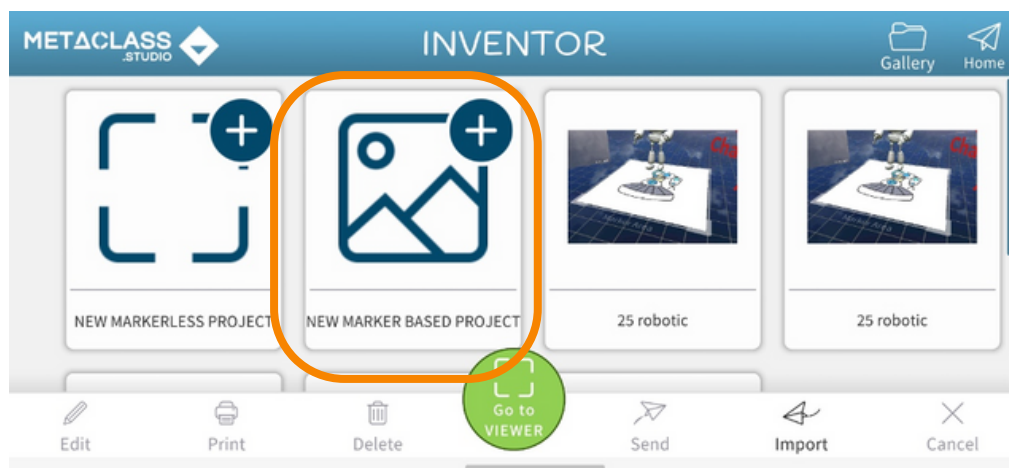 METΔCLASS
.STUDIO
INVENTOR
Gallery
Home
NEW MARKERLESS PROJECT
NEW MARKER BASED PROJECT
25 robotic
25 robotic
Edit
Print
Delete
Go to
VIEWER
Send
Import
Cancel